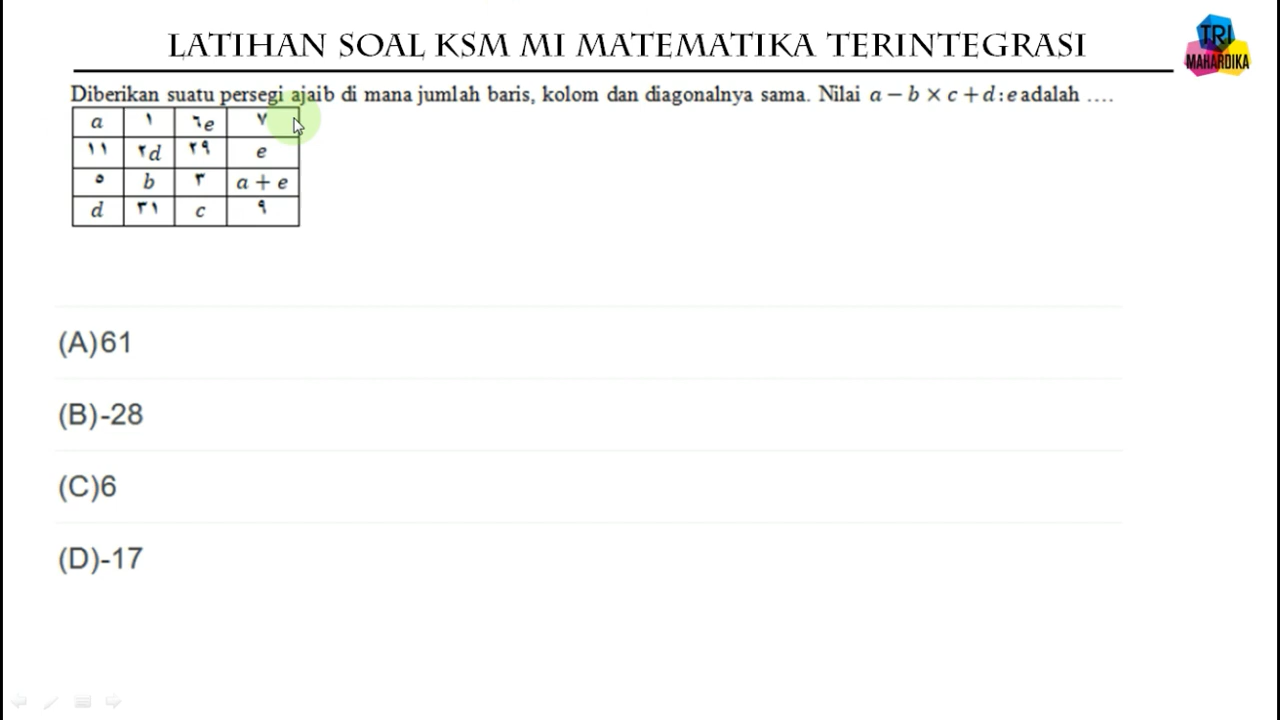 LATIHAN SOAL KSM MI MATEMATIKA TERINTEGRASI
TRI
MAHARDIKA
Diberikan suatu persegi ajaib di mana jumlah baris, kolom dan diagonalnya sama. Nilai a − b × c + d : e adalah ….
a ١ ٦e ٧
١١ ٢d ٢٩ e
٥ b ٣ a + e
d ٣١ c ٩
(A)61
(B)-28
(C)6
(D)-17